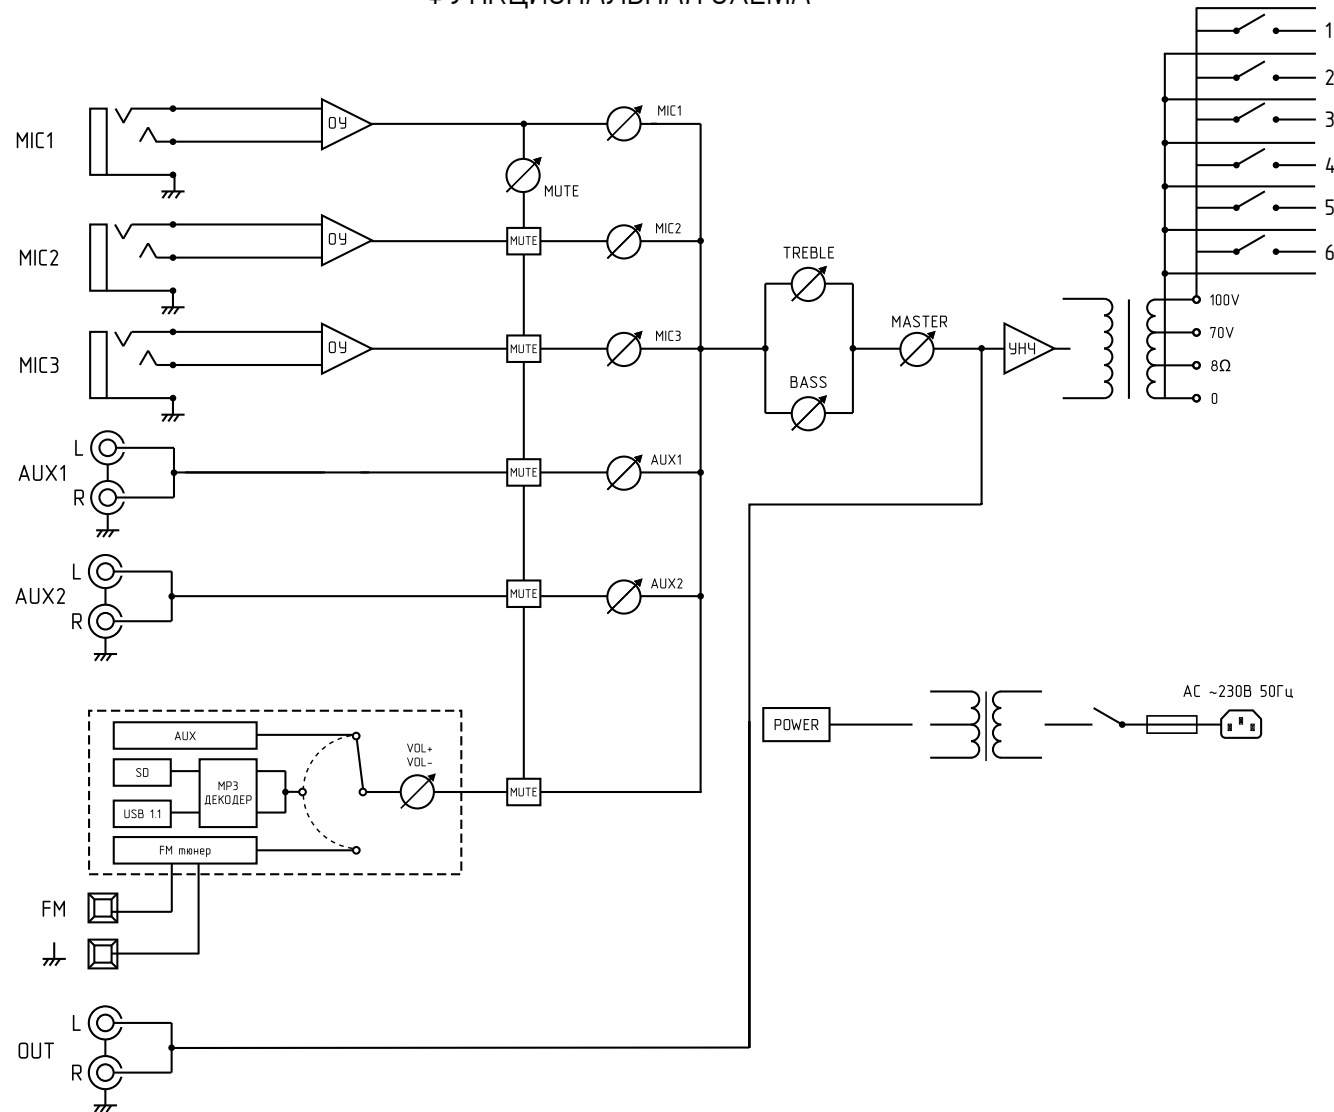 ФУНКЦИОНАЛЬНАЯ СХЕМА
1
2
3
4
5
6
MIC1
ОУ
MIC1
MUTE
MIC2
ОУ
MUTE
MIC2
MIC3
ОУ
MUTE
MIC3
TREBLE
BASS
MASTER
УНЧ
100V
70V
8Ω
0
L
AUX1
R
MUTE
AUX1
L
AUX2
R
MUTE
AUX2
AUX
SD
USB 1.1
MP3
ДЕКОДЕР
FM тюнер
VOL+
VOL-
MUTE
POWER
AC ~230В 50Гц
FM
L
OUT
R